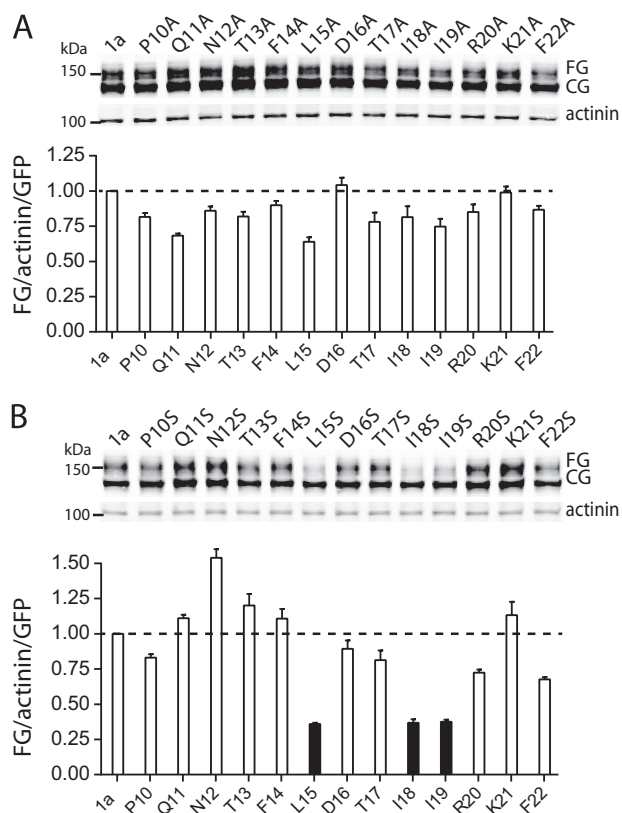 A
1a P10A Q11A N12A T13A F14A L15A D16A T17A I18A I19A R20A K21A F22A
kDa
150
FG
CG
100
actinin
FG/actinin/GFP
1.25
1.00
0.75
0.50
0.25
0.00
1a P10 Q11 N12 T13 F14 L15 D16 T17 I18 I19 R20 K21 F22
B
1a P10S Q11S N12S T13S F14S L15S D16S T17S I18S I19S R20S K21S F22S
kDa
150
FG
CG
100
actinin
FG/actinin/GFP
1.50
1.25
1.00
0.75
0.50
0.25
0.00
1a P10 Q11 N12 T13 F14 L15 D16 T17 I18 I19 R20 K21 F22